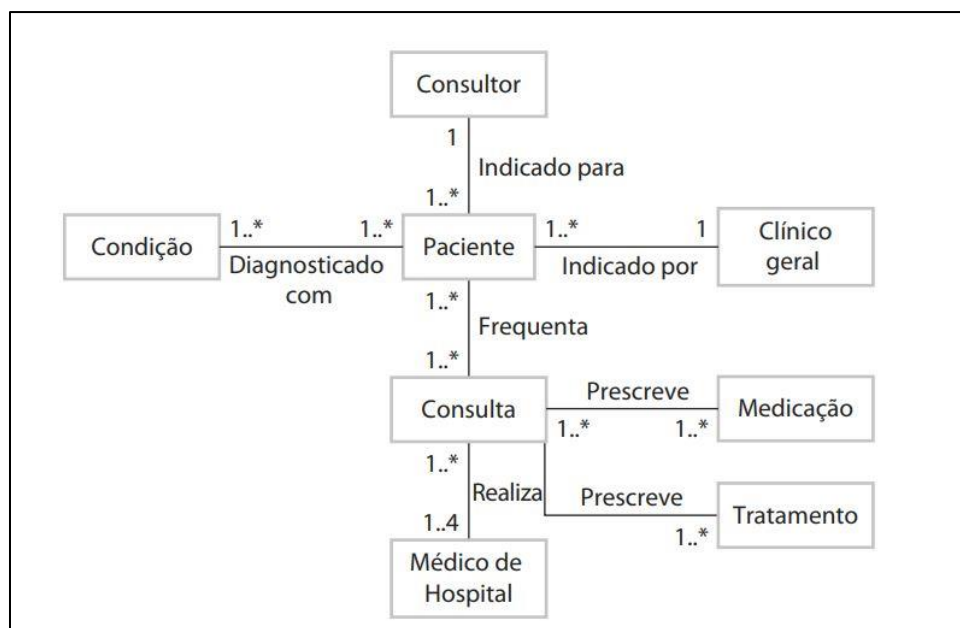 Consultor
1
Indicado para
1..*
1..*
1..*
1..*
1
Condição
Paciente
Clínico
geral
Diagnosticado
com
Indicado por
1..*
Frequenta
1..*
Consulta
Prescreve
Medicação
1..*
1..*
1..*
Realiza
Prescreve
Tratamento
1..4
1..*
Médico de
Hospital